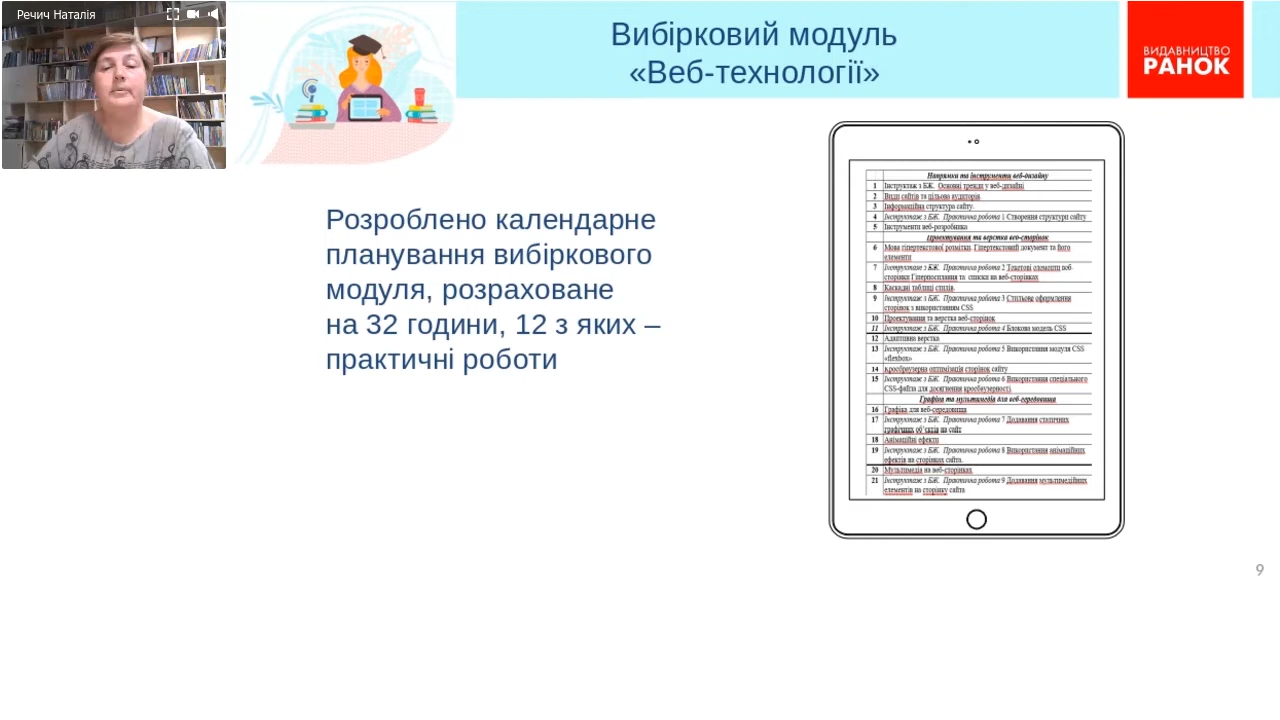 Речич Наталія
Вибірковий модуль
«Веб-технології»
ВИДАВНИЦТВО
РАНОК
Розроблено календарне
планування вибіркового
модуля, розраховане
на 32 години, 12 з яких –
практичні роботи
Напрямки та інструменти веб-дизайну
1 Інструктаж з БЖ. Основні тренди у веб-дизайні
2 Види сайтів та цільова аудиторія.
3 Інформаційна структура сайту.
4 Інструктаж з БЖ. Практична робота 1 Створення структури сайту
5 Інструменти веб-розробника
Проектування та верстка веб-сторінок
6 Мова гіпертекстової розмітки. Гіпертекстовий документ та його
елементи
7 Інструктаж з БЖ. Практична робота 2 Текстові елементи веб-
сторінки Гіперпосилання та списки на веб-сторінках
8 Каскадні таблиці стилів.
9 Інструктаж з БЖ. Практична робота 3 Стильове оформлення
сторінок з використанням CSS
10 Проектування та верстка веб-сторінок
11 Інструктаж з БЖ. Практична робота 4 Блокова модель CSS
12 Адаптивна верстка
13 Інструктаж з БЖ. Практична робота 5 Використання модуля CSS
«flexbox»
14 Кросбраузерна оптимізація сторінок сайту
15 Інструктаж з БЖ. Практична робота 6 Використання спеціального
CSS-файла для досягнення кросбраузерності.
Графіка та мультимедіа для веб-середовища
16 Графіка для веб-середовища
17 Інструктаж з БЖ. Практична робота 7 Додавання статичних
графічних об'єктів на сайт
18 Анімаційні ефекти
19 Інструктаж з БЖ. Практична робота 8 Використання анімаційних
ефектів на сторінках сайта.
20 Мультимедіа на веб-сторінках
21 Інструктаж з БЖ. Практична робота 9 Додавання мультимедійних
елементів на сторінку сайта
9